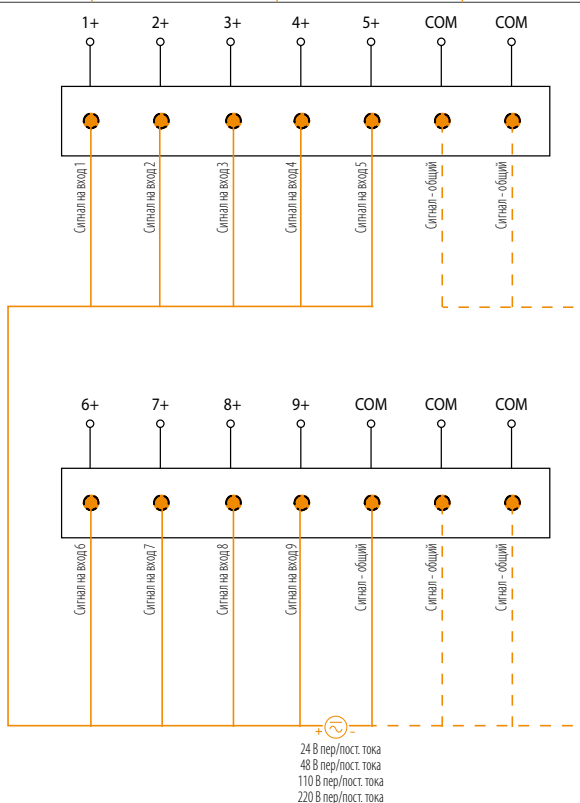 1+ 2+ 3+ 4+ 5+ COM COM
Сигнал на вход 1
Сигнал на вход 2
Сигнал на вход 3
Сигнал на вход 4
Сигнал на вход 5
Сигнал – общий
Сигнал – общий
6+ 7+ 8+ 9+ COM COM COM
Сигнал на вход 6
Сигнал на вход 7
Сигнал на вход 8
Сигнал на вход 9
Сигнал – общий
Сигнал – общий
Сигнал – общий
+ -
24 В пер/пост. тока
48 В пер/пост. тока
110 В пер/пост. тока
220 В пер/пост. тока